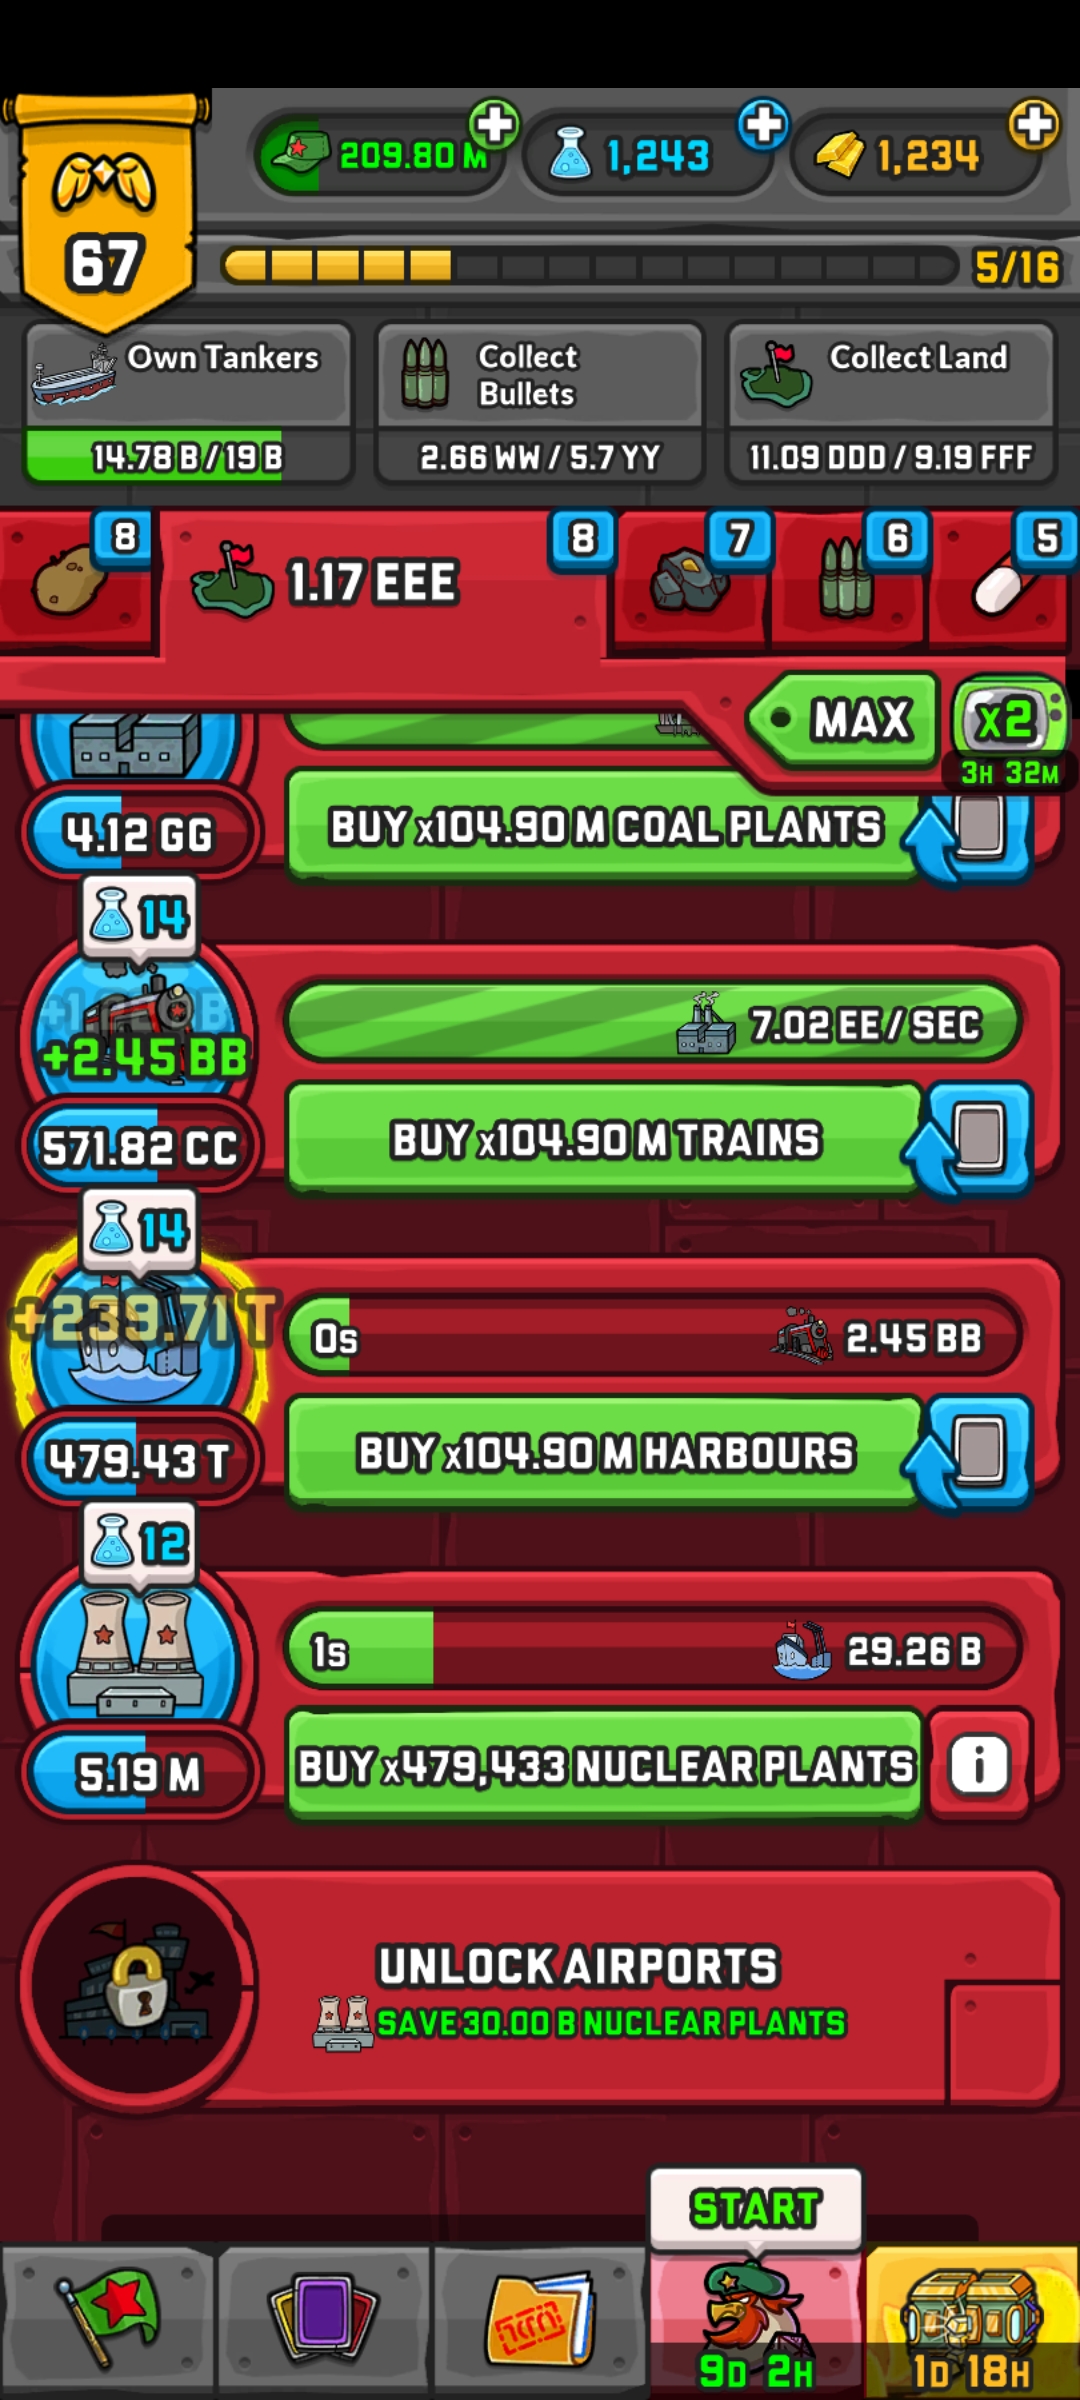 209.80 M
1,243
1,234
67
5/16
Own Tankers
14.78 B / 19 B
Collect
Bullets
2.66 WW / 5.7 YY
Collect Land
11.09 DDD / 9.19 FFF
8
1.17 EEE
8
7
6
5
MAX
x2
3H 32M
4.12 GG
BUY x104.90 M COAL PLANTS
14
+2.45 BB
7.02 EE / SEC
571.82 CC
BUY x104.90 M TRAINS
14
+239.71 T
0s
2.45 BB
479.43 T
BUY x104.90 M HARBOURS
12
1s
29.26 B
5.19 M
BUY x479,433 NUCLEAR PLANTS
i
UNLOCK AIRPORTS
SAVE 30.00 B NUCLEAR PLANTS
START
9D 2H
1D 18H